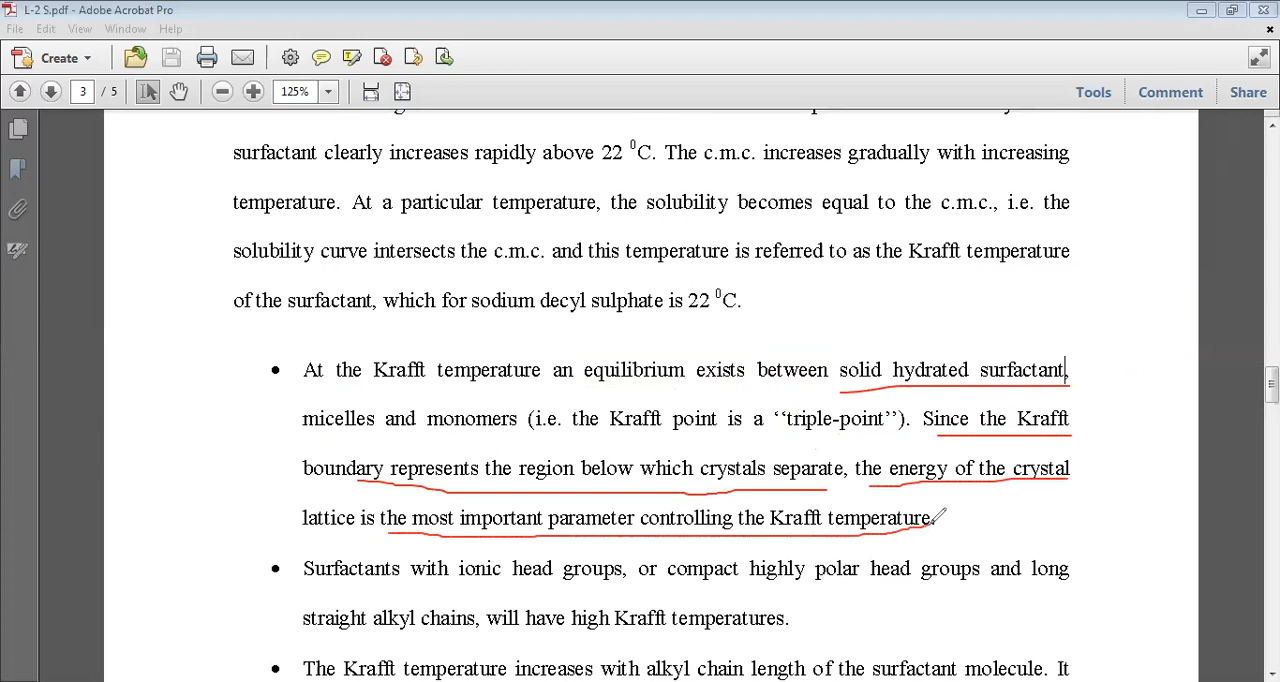 L-2 S.pdf - Adobe Acrobat Pro
File Edit View Window Help
Create
3 / 5 125% Tools Comment Share
surfactant clearly increases rapidly above 22 ⁰C. The c.m.c. increases gradually with increasing
temperature. At a particular temperature, the solubility becomes equal to the c.m.c., i.e. the
solubility curve intersects the c.m.c. and this temperature is referred to as the Krafft temperature
of the surfactant, which for sodium decyl sulphate is 22 ⁰C.
• At the Krafft temperature an equilibrium exists between solid hydrated surfactant,
micelles and monomers (i.e. the Krafft point is a ‘‘triple-point’’). Since the Krafft
boundary represents the region below which crystals separate, the energy of the crystal
lattice is the most important parameter controlling the Krafft temperature.
• Surfactants with ionic head groups, or compact highly polar head groups and long
straight alkyl chains, will have high Krafft temperatures.
• The Krafft temperature increases with alkyl chain length of the surfactant molecule. It